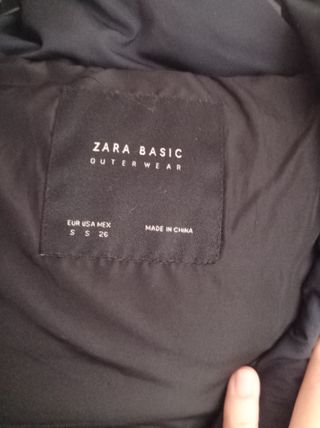 ZARA BASIC
OUTERWEAR
EUR USA MEX
S S 26
MADE IN CHINA